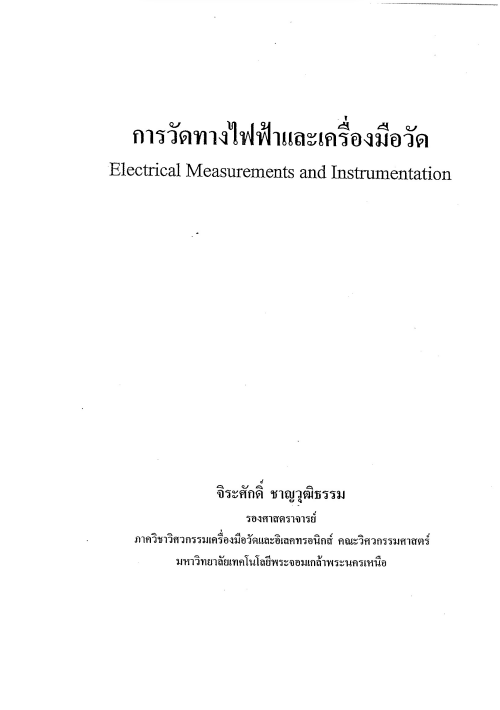 การวัดทางไฟฟ้าและเครื่องมือวัด
Electrical Measurements and Instrumentation
จิระศักดิ์ ชาญวุฒิธรรม
รองศาสตราจารย์
ภาควิชาวิศวกรรมเครื่องมือวัดและอิเลคทรอนิกส์ คณะวิศวกรรมศาสตร์
มหาวิทยาลัยเทคโนโลยีพระจอมเกล้าพระนครเหนือ